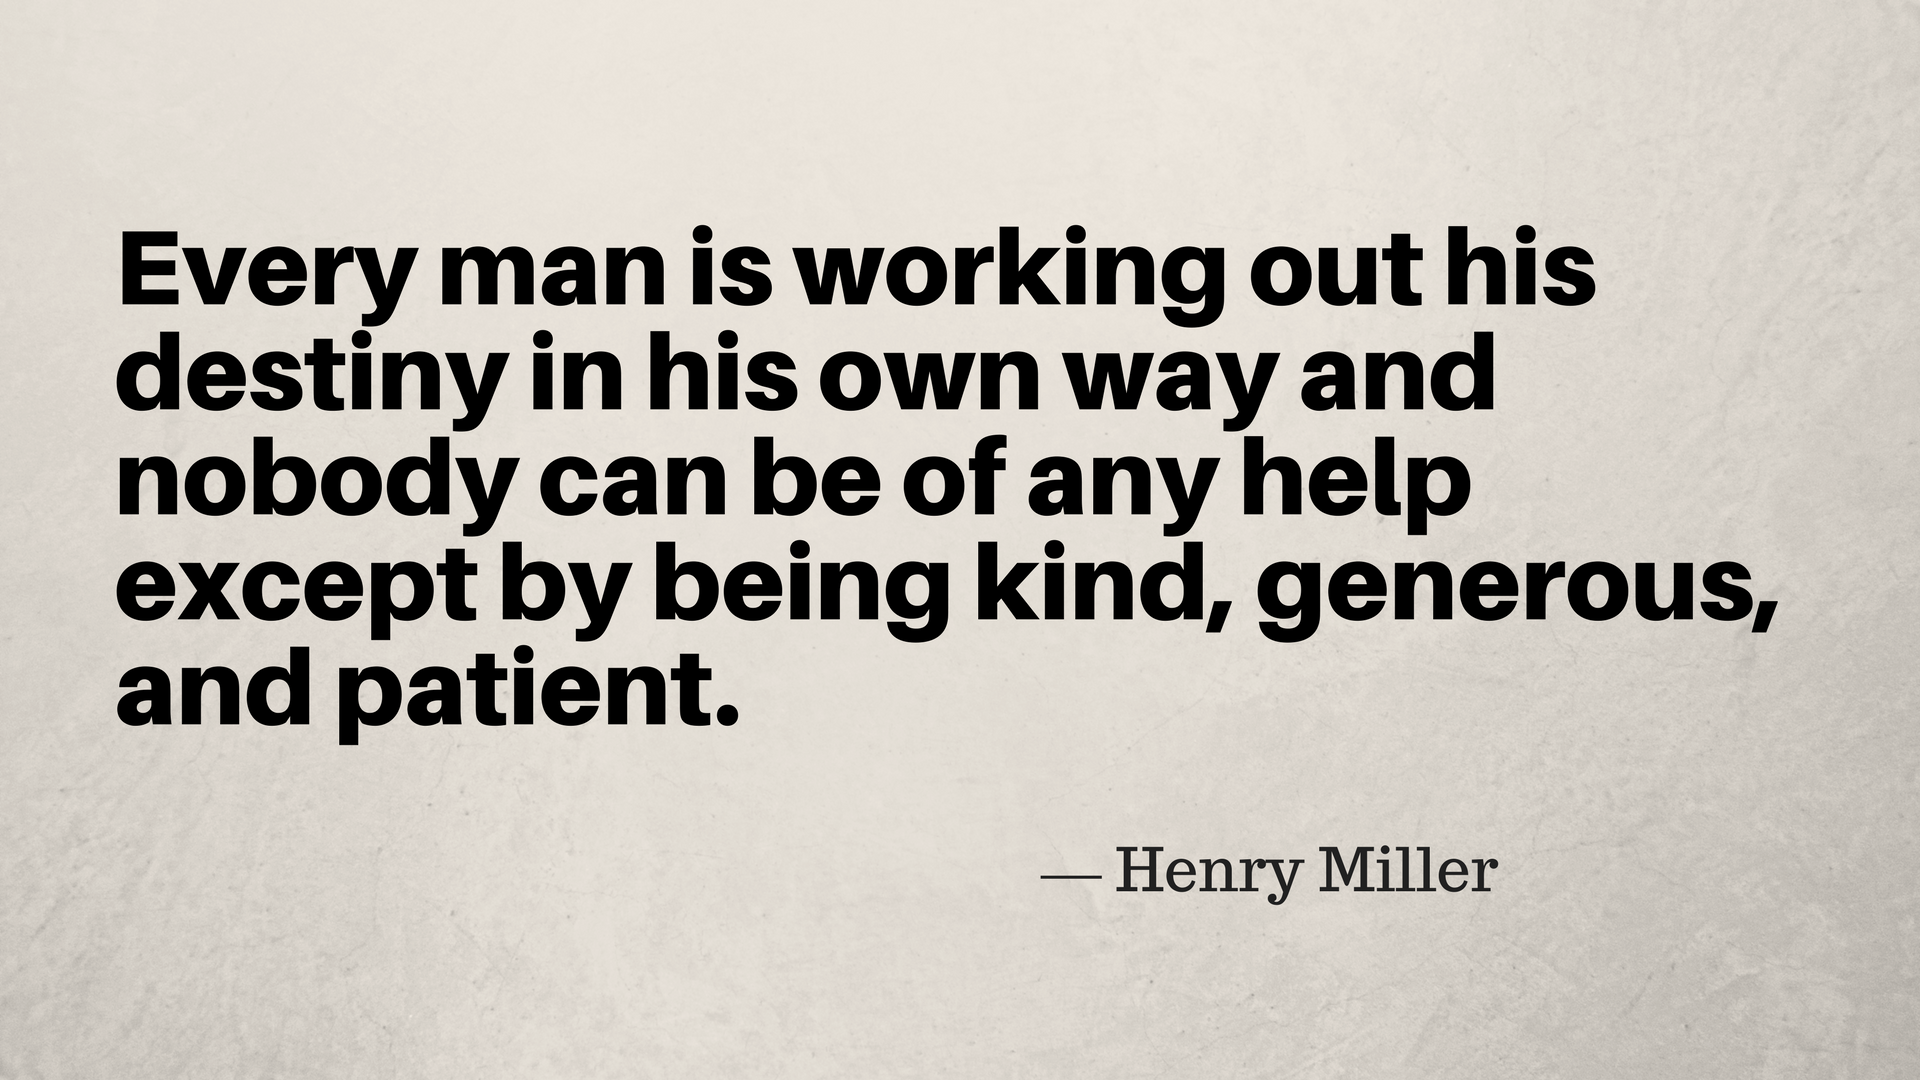 Every man is working out his
destiny in his own way and
nobody can be of any help
except by being kind, generous,
and patient.
— Henry Miller